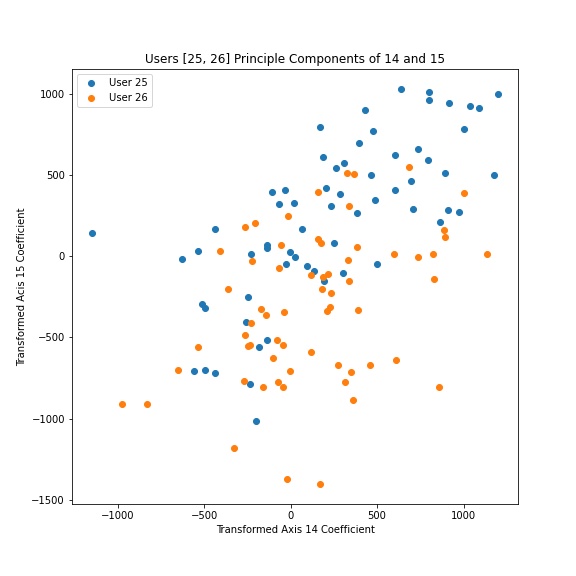 Users [25, 26] Principle Components of 14 and 15
User 25
User 26
Transformed Acis 15 Coefficient
1000
500
0
−500
−1000
−1500
−1000
−500
0
500
1000
Transformed Axis 14 Coefficient